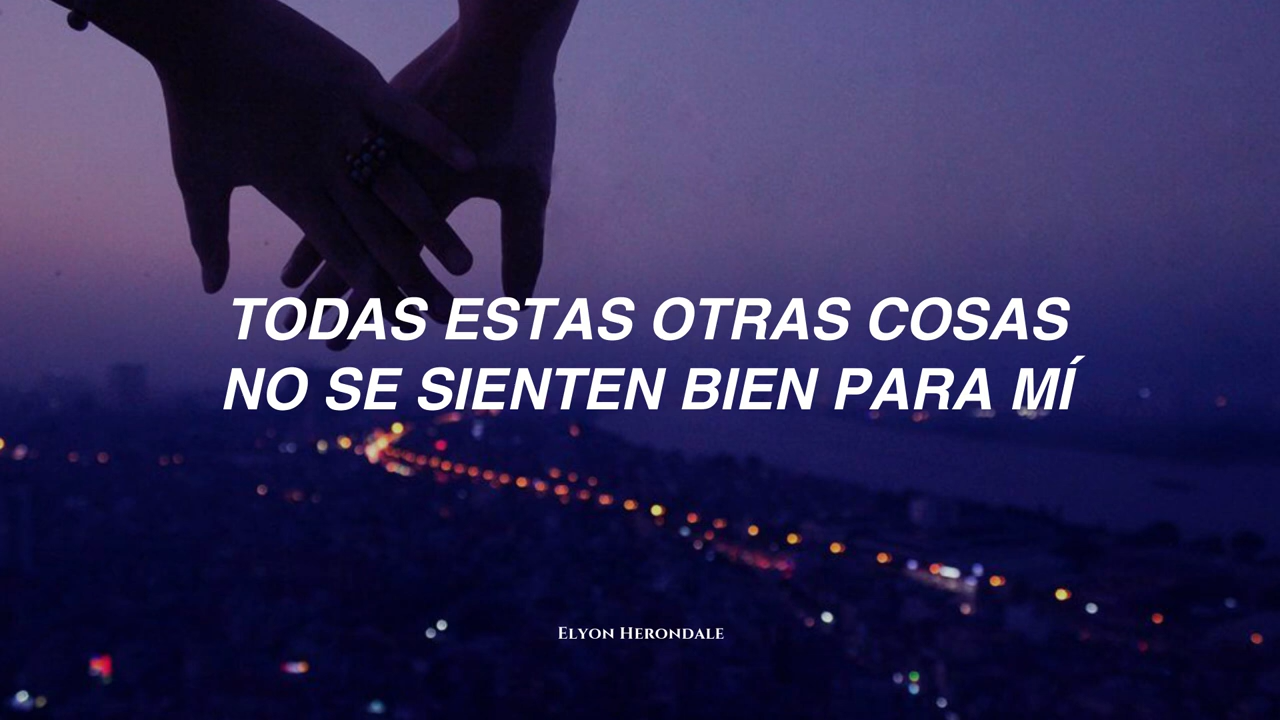 TODAS ESTAS OTRAS COSAS
NO SE SIENTEN BIEN PARA MÍ
Elyon Herondale